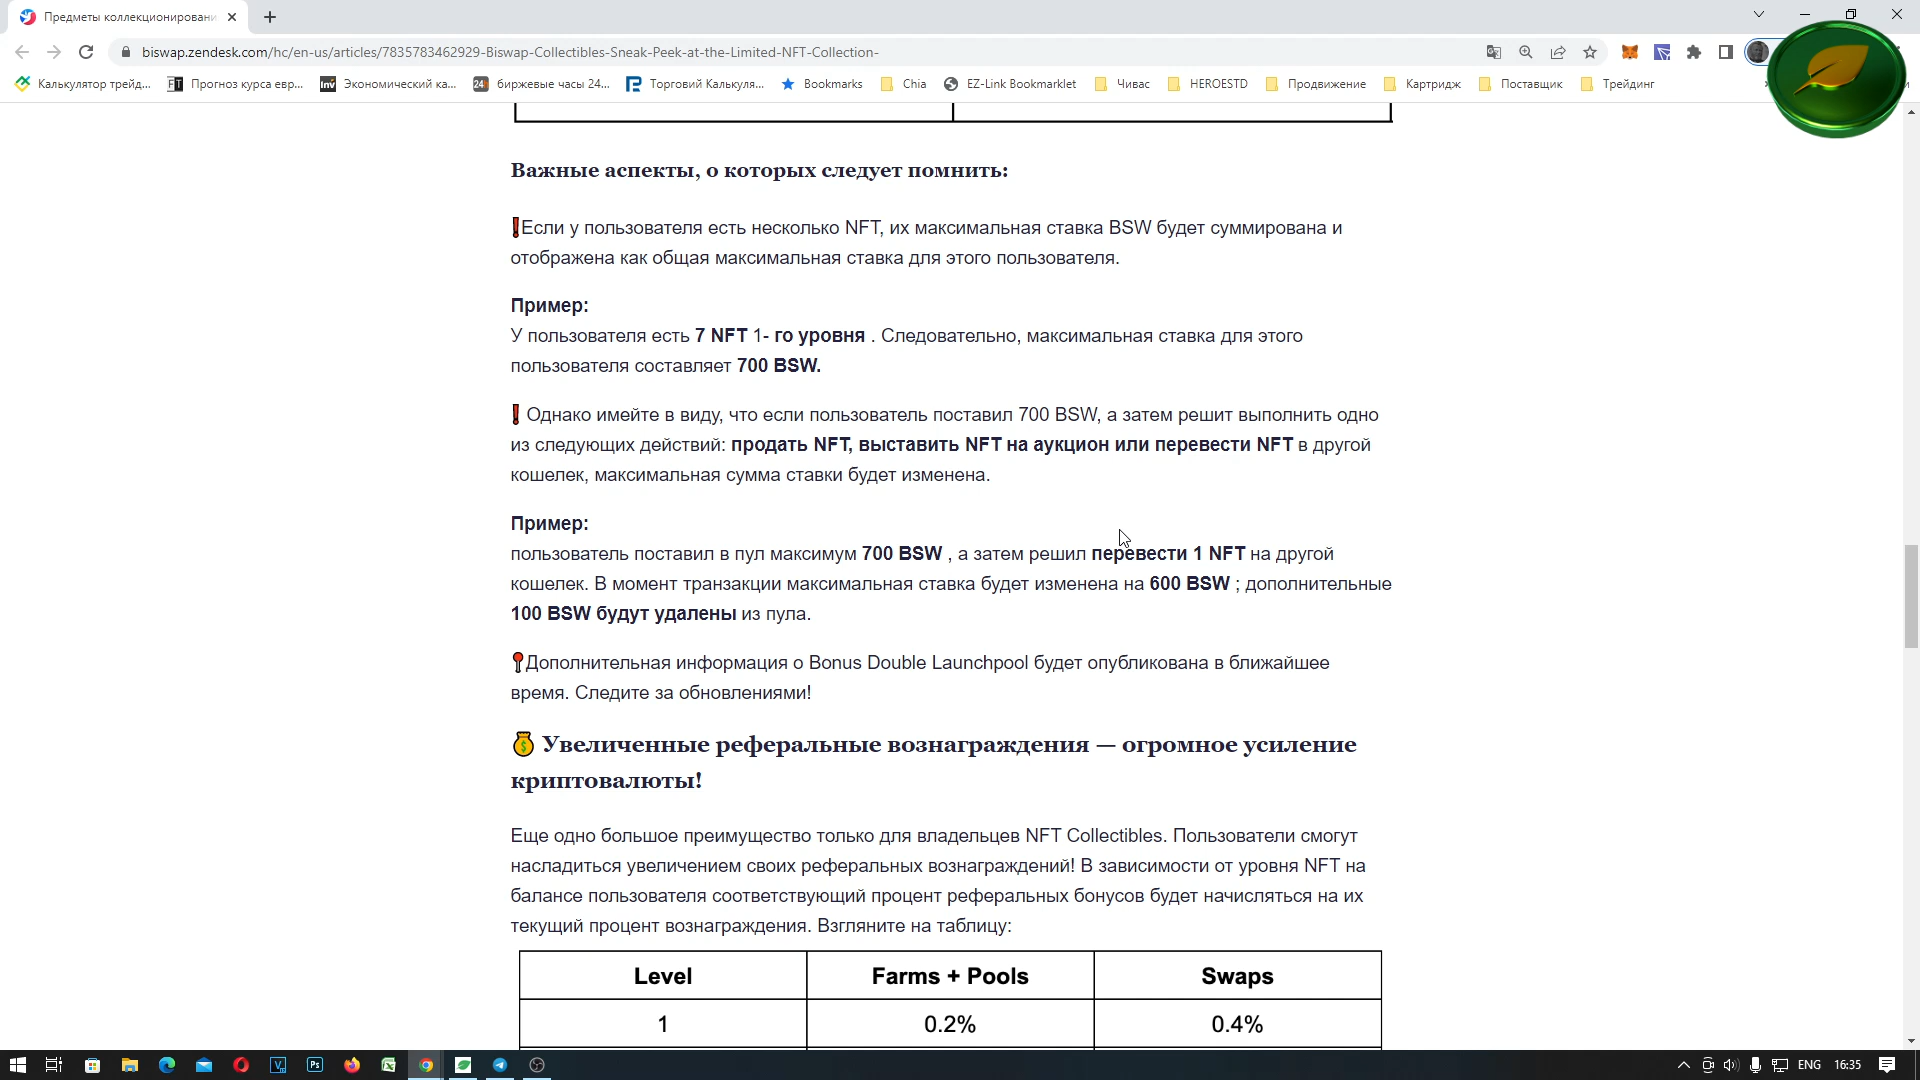 Предметы коллекционировани
biswap.zendesk.com/hc/en-us/articles/7835783462929-Biswap-Collectibles-Sneak-Peek-at-the-Limited-NFT-Collection-
Калькулятор трейд...
FT Прогноз курса евр...
Inv Экономический ка...
24 биржевые часы 24...
Торговий Калькуля...
Bookmarks
Chia
EZ-Link Bookmarklet
Чивас
HEROESTD
Продвижение
Картридж
Поставщик
Трейдинг
Важные аспекты, о которых следует помнить:
❗Если у пользователя есть несколько NFT, их максимальная ставка BSW будет суммирована и
отображена как общая максимальная ставка для этого пользователя.
Пример:
У пользователя есть 7 NFT 1- го уровня . Следовательно, максимальная ставка для этого
пользователя составляет 700 BSW.
❗ Однако имейте в виду, что если пользователь поставил 700 BSW, а затем решит выполнить одно
из следующих действий: продать NFT, выставить NFT на аукцион или перевести NFT в другой
кошелек, максимальная сумма ставки будет изменена.
Пример:
пользователь поставил в пул максимум 700 BSW , а затем решил перевести 1 NFT на другой
кошелек. В момент транзакции максимальная ставка будет изменена на 600 BSW ; дополнительные
100 BSW будут удалены из пула.
📍Дополнительная информация о Bonus Double Launchpool будет опубликована в ближайшее
время. Следите за обновлениями!
💰 Увеличенные реферальные вознаграждения — огромное усиление
криптовалюты!
Еще одно большое преимущество только для владельцев NFT Collectibles. Пользователи смогут
насладиться увеличением своих реферальных вознаграждений! В зависимости от уровня NFT на
балансе пользователя соответствующий процент реферальных бонусов будет начисляться на их
текущий процент вознаграждения. Взгляните на таблицу:
Level Farms + Pools Swaps
1 0.2% 0.4%
Ps
ENG 16:35